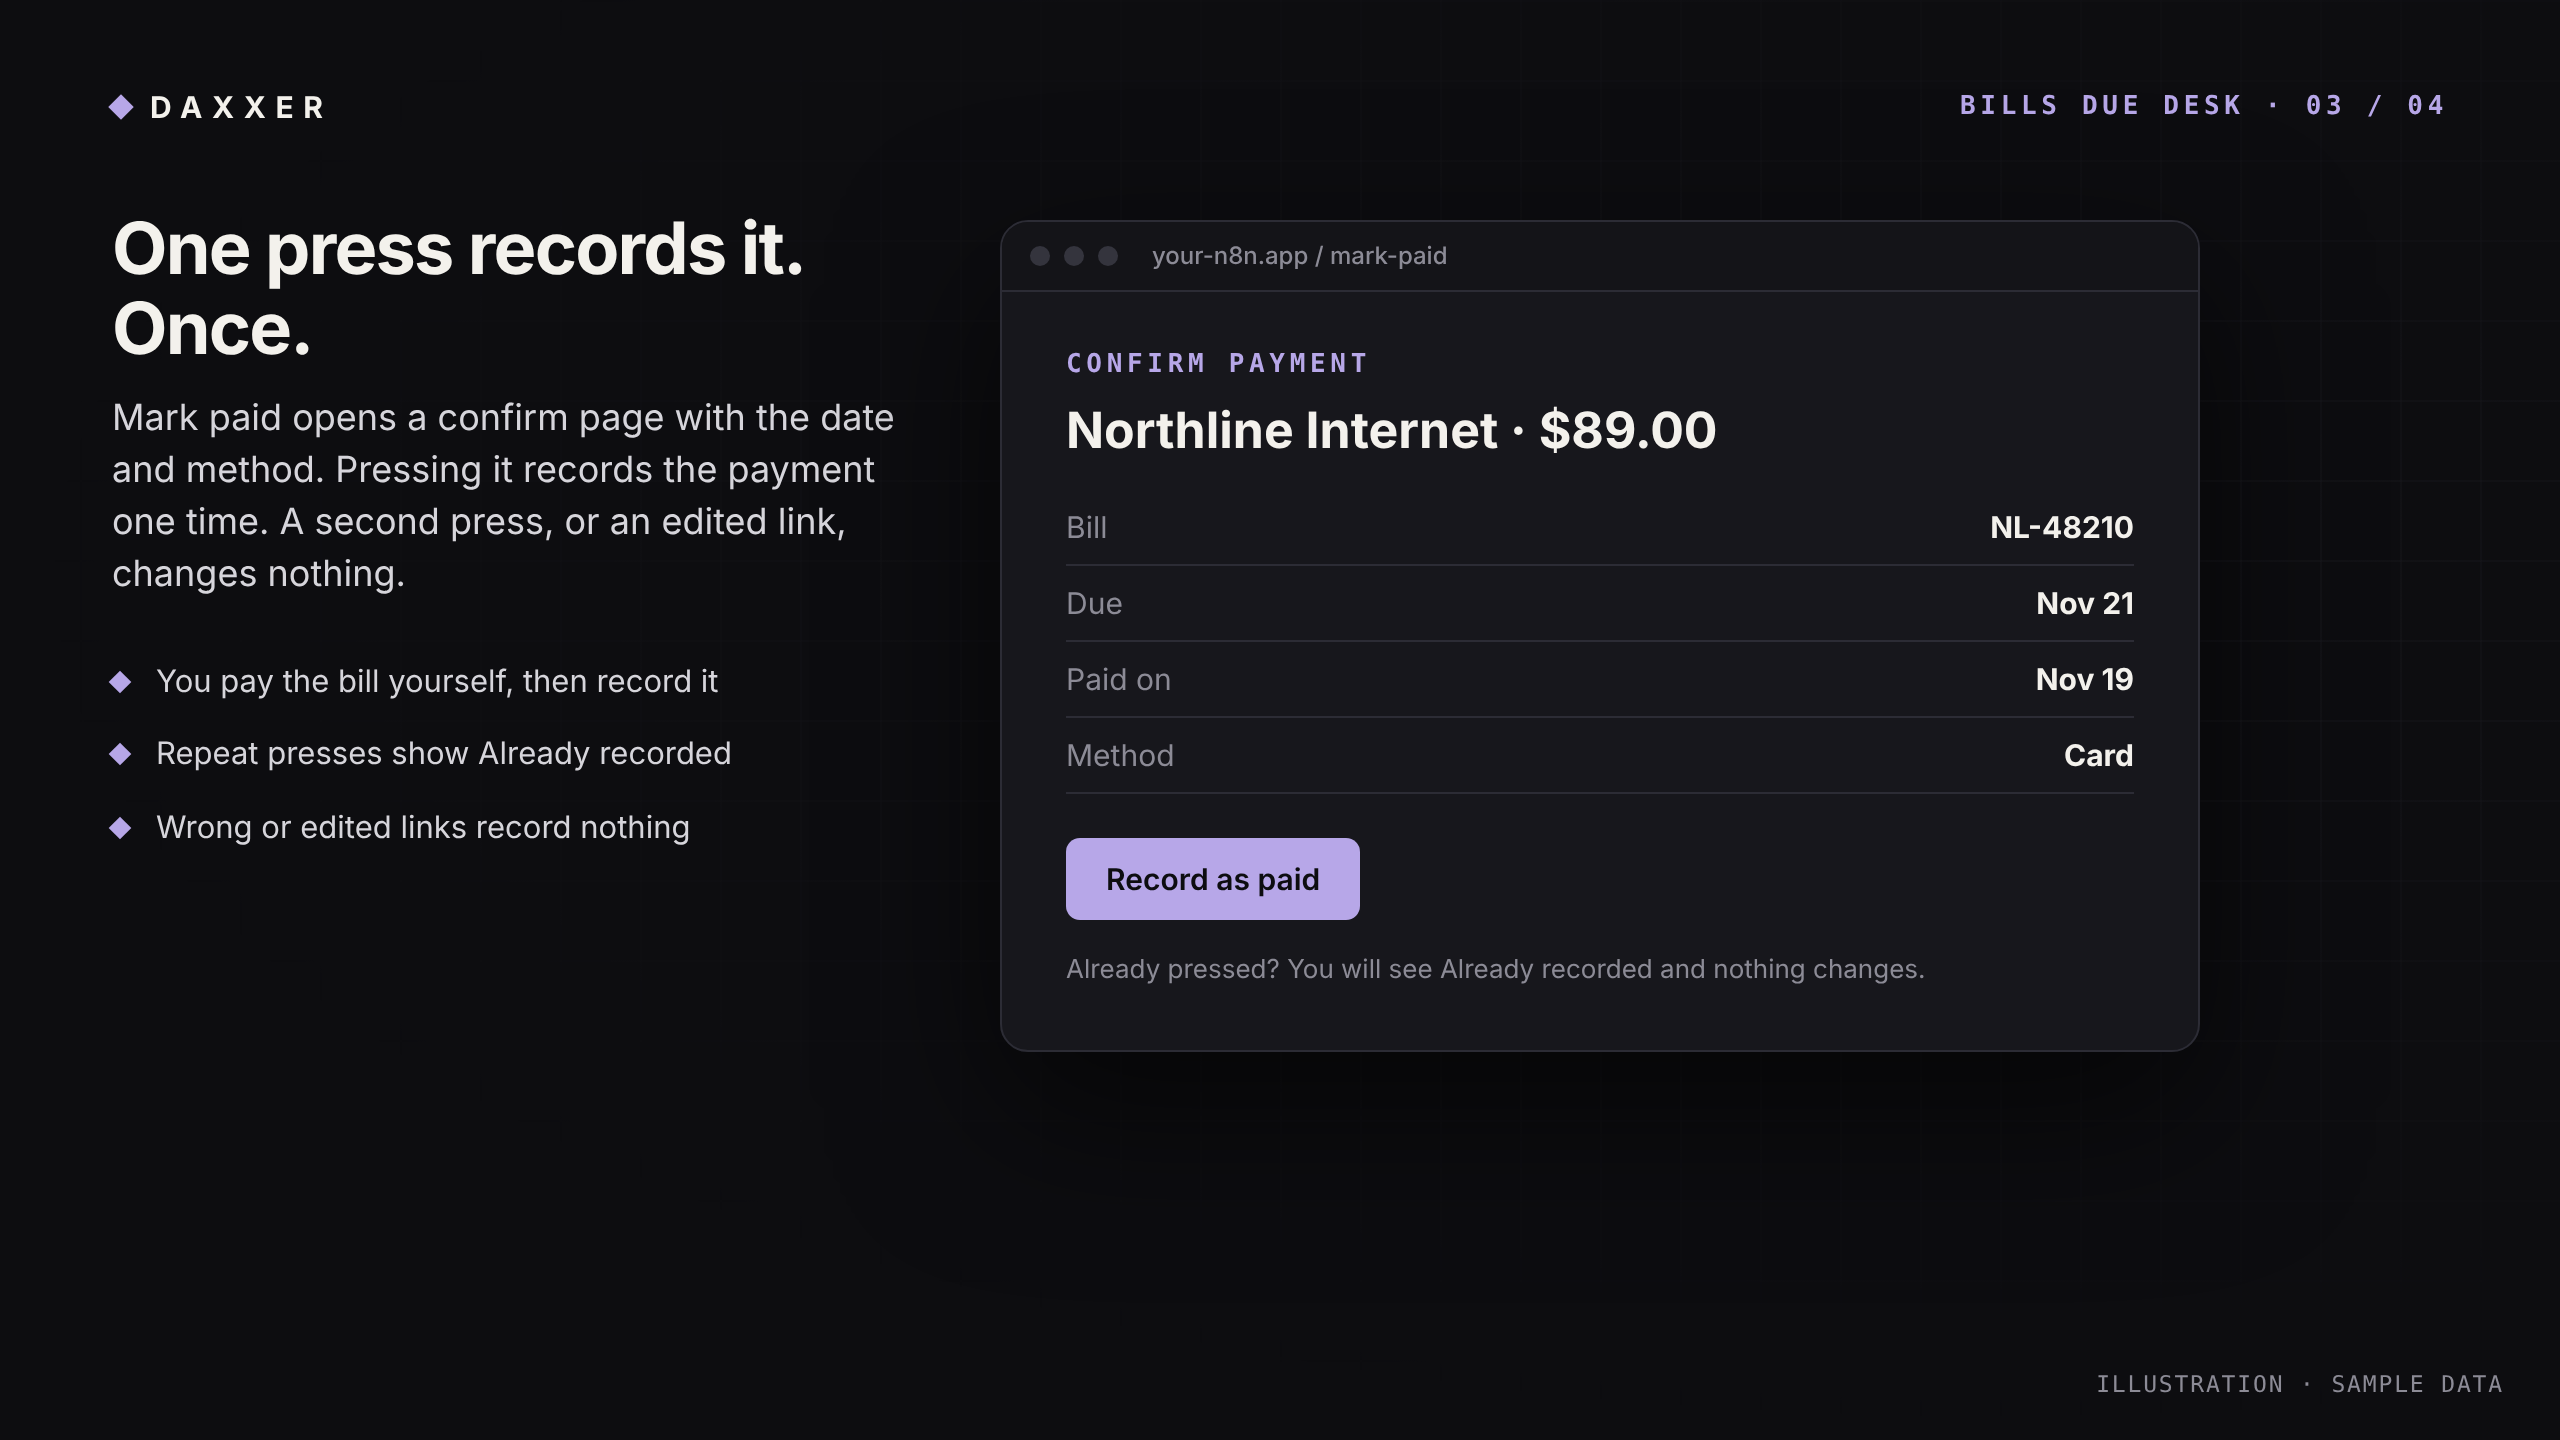 DAXXER
BILLS DUE DESK · 03 / 04
One press records it.
Once.
Mark paid opens a confirm page with the date
and method. Pressing it records the payment
one time. A second press, or an edited link,
changes nothing.
You pay the bill yourself, then record it
Repeat presses show Already recorded
Wrong or edited links record nothing
your-n8n.app / mark-paid
CONFIRM PAYMENT
Northline Internet · $89.00
Bill NL-48210
Due Nov 21
Paid on Nov 19
Method Card
Record as paid
Already pressed? You will see Already recorded and nothing changes.
ILLUSTRATION · SAMPLE DATA